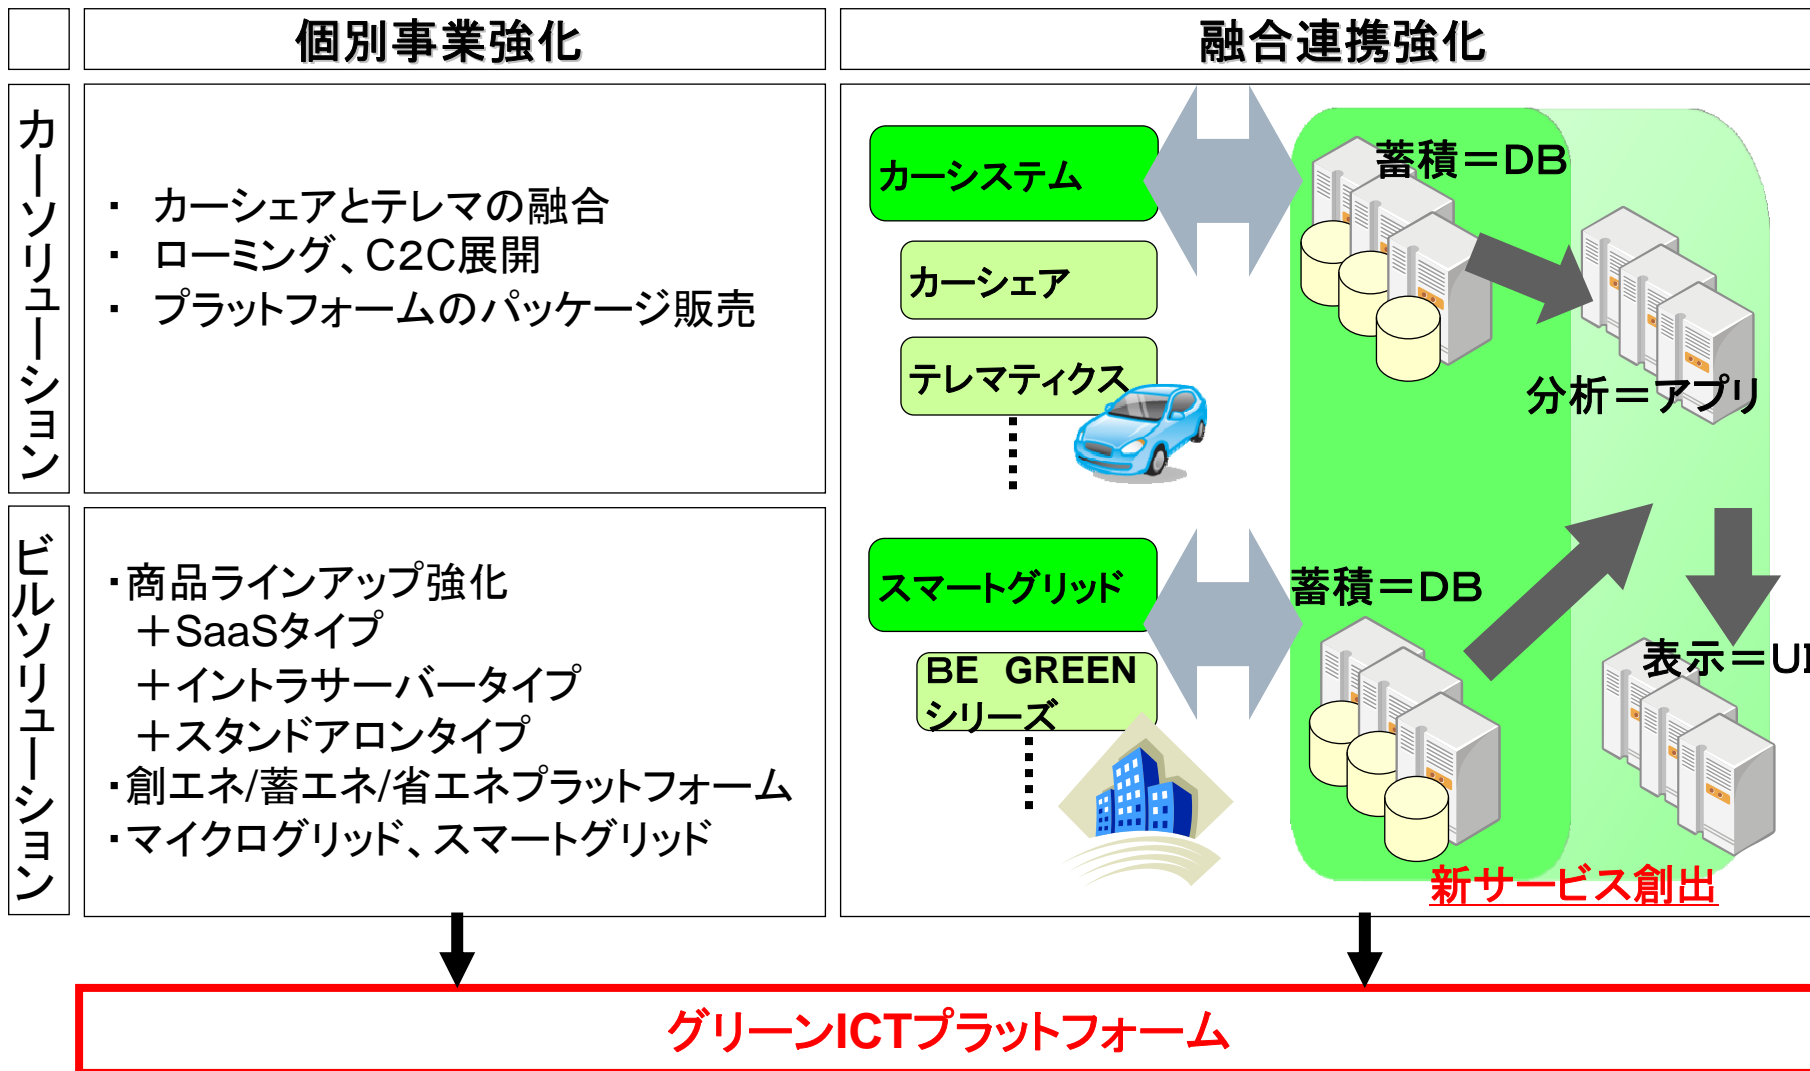 個別事業強化
融合連携強化
カーソリューション
・ カーシェアとテレマの融合
・ ローミング、C2C展開
・ プラットフォームのパッケージ販売
カーシステム
カーシェア
テレマティクス
蓄積＝DB
分析＝アプリ
ビルソリューション
・商品ラインアップ強化
＋SaaSタイプ
＋イントラサーバータイプ
＋スタンドアロンタイプ
・創エネ/蓄エネ/省エネプラットフォーム
・マイクログリッド、スマートグリッド
スマートグリッド
BE GREEN
シリーズ
蓄積＝DB
表示＝UI
新サービス創出
グリーンICTプラットフォーム